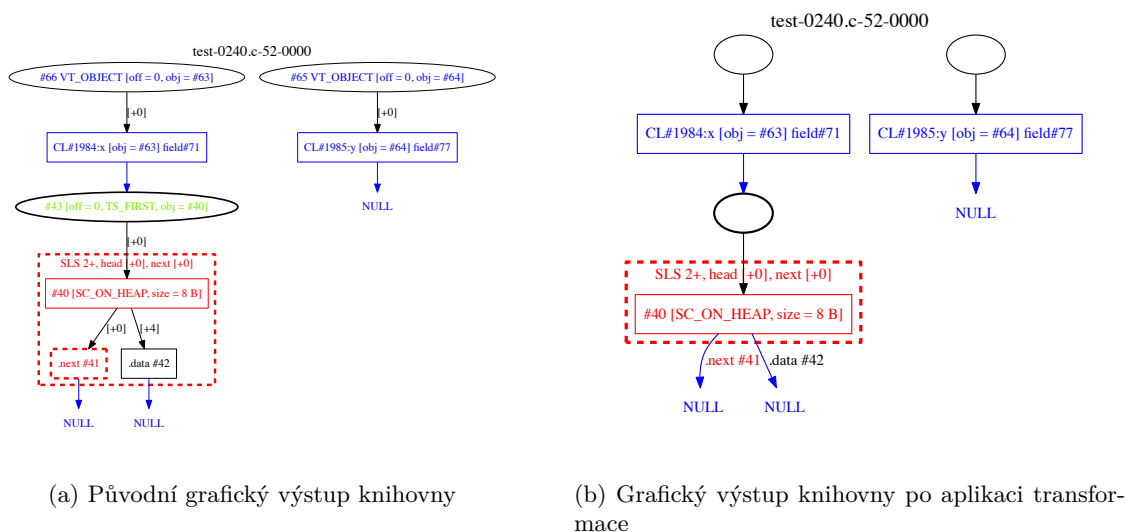 test-0240.c-52-0000
#66 VT_OBJECT [off = 0, obj = #63]
#65 VT_OBJECT [off = 0, obj = #64]
[+0]
[+0]
CL#1984:x [obj = #63] field#71
CL#1985:y [obj = #64] field#77
NULL
#43 [off = 0, TS_FIRST, obj = #40]
[+0]
SLS 2+, head [+0], next [+0]
#40 [SC_ON_HEAP, size = 8 B]
[+0]
[+4]
.next #41
.data #42
NULL
NULL
(a) Původní grafický výstup knihovny
test-0240.c-52-0000
CL#1984:x [obj = #63] field#71
CL#1985:y [obj = #64] field#77
NULL
SLS 2+, head [+0], next [+0]
#40 [SC_ON_HEAP, size = 8 B]
.next #41
.data #42
NULL
NULL
(b) Grafický výstup knihovny po aplikaci transfor-
mace